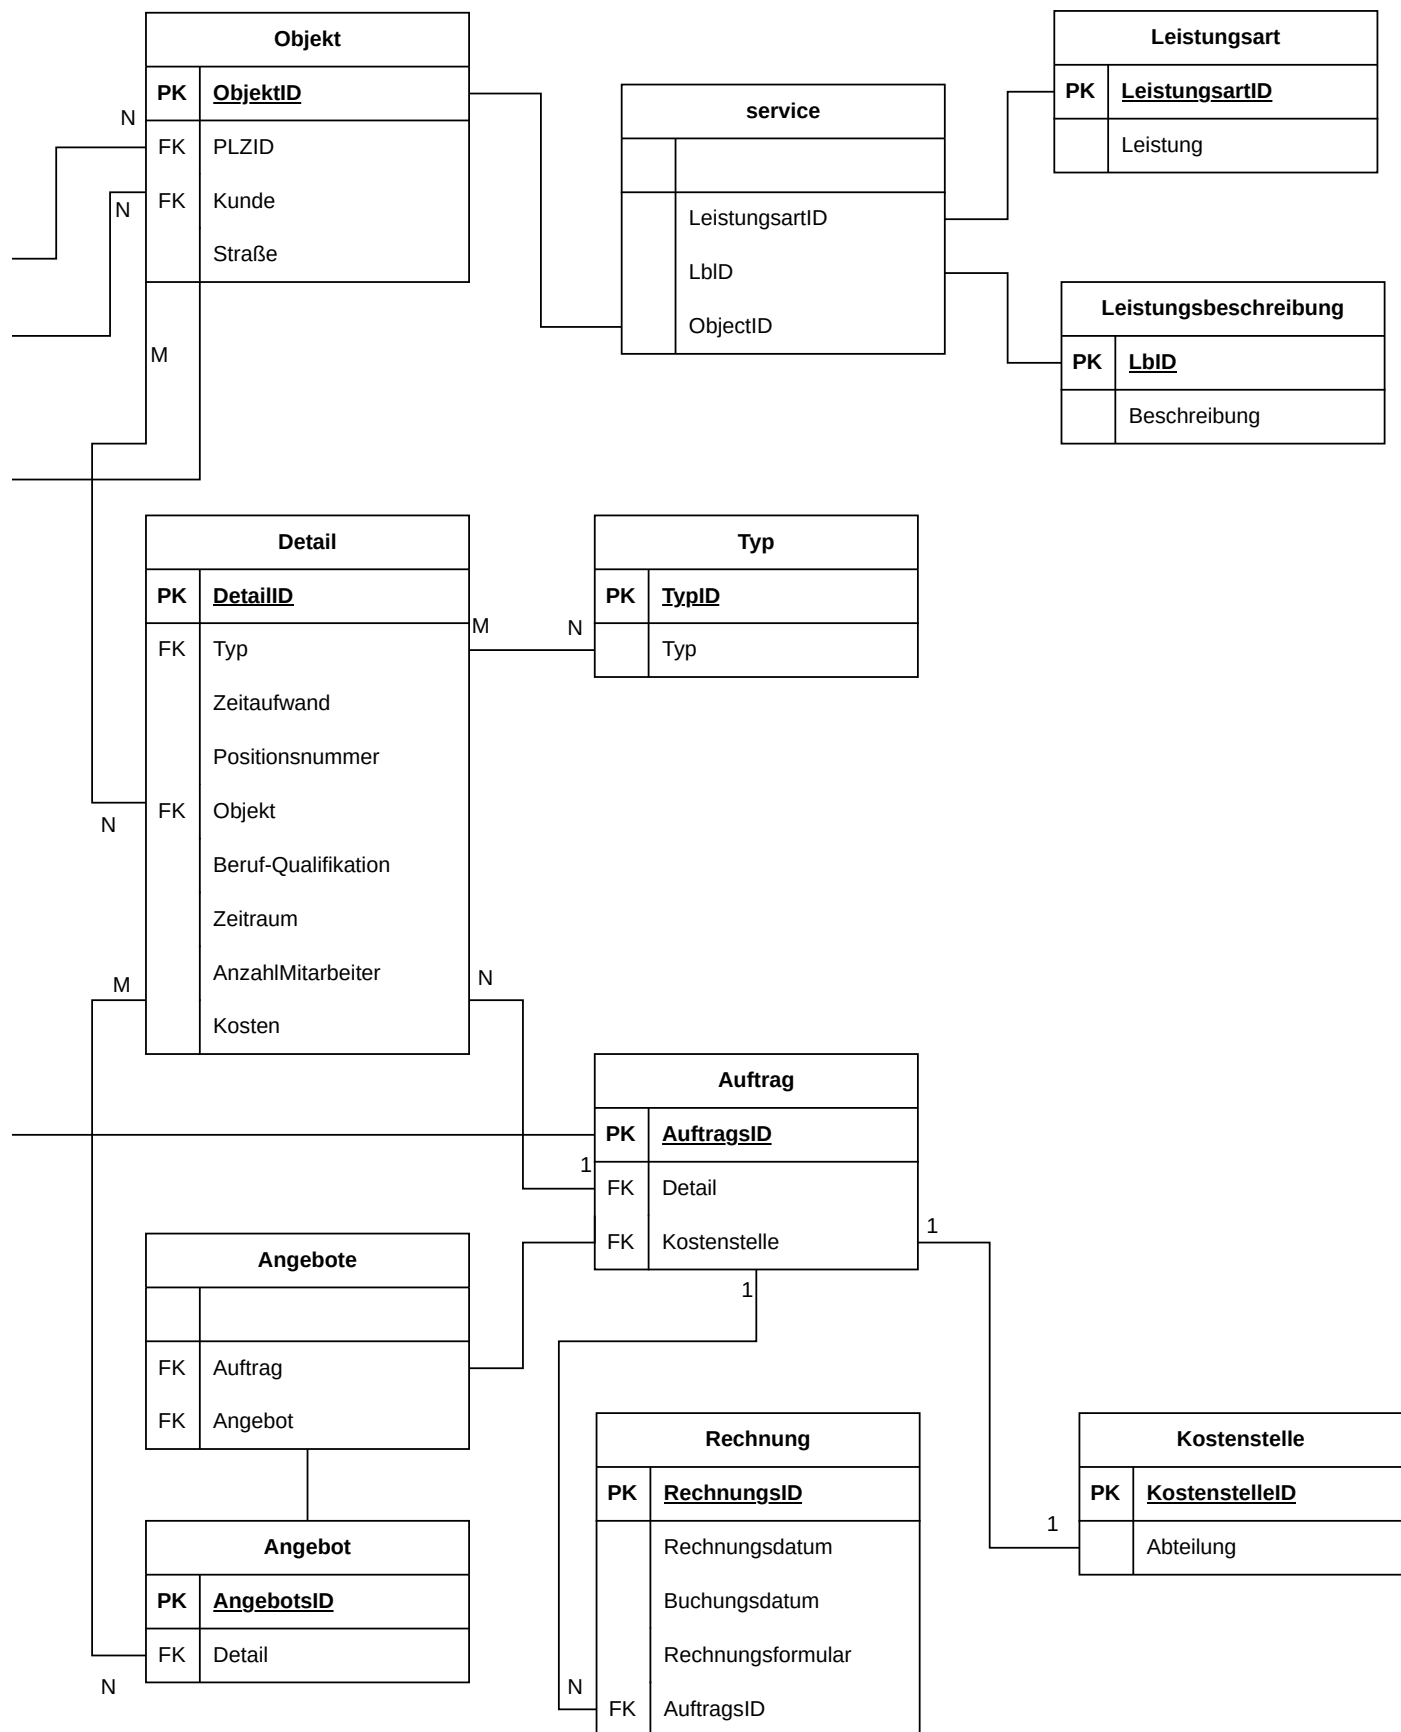 Objekt
PK ObjektID
N
FK PLZID
FK Kunde
N
Straße
M
service
LeistungsartID
LbID
ObjectID
Leistungsart
PK LeistungsartID
Leistung
Leistungsbeschreibung
PK LbID
Beschreibung
Detail
PK DetailID
M
FK Typ
Zeitaufwand
Positionsnummer
FK Objekt
N
Beruf-Qualifikation
Zeitraum
AnzahlMitarbeiter
M
N
Kosten
Typ
PK TypID
N
Typ
Auftrag
PK AuftragsID
1
FK Detail
FK Kostenstelle
1
1
Angebote
FK Auftrag
FK Angebot
Angebot
PK AngebotsID
FK Detail
N
Rechnung
PK RechnungsID
Rechnungsdatum
Buchungsdatum
Rechnungsformular
N
FK AuftragsID
Kostenstelle
PK KostenstelleID
1
Abteilung